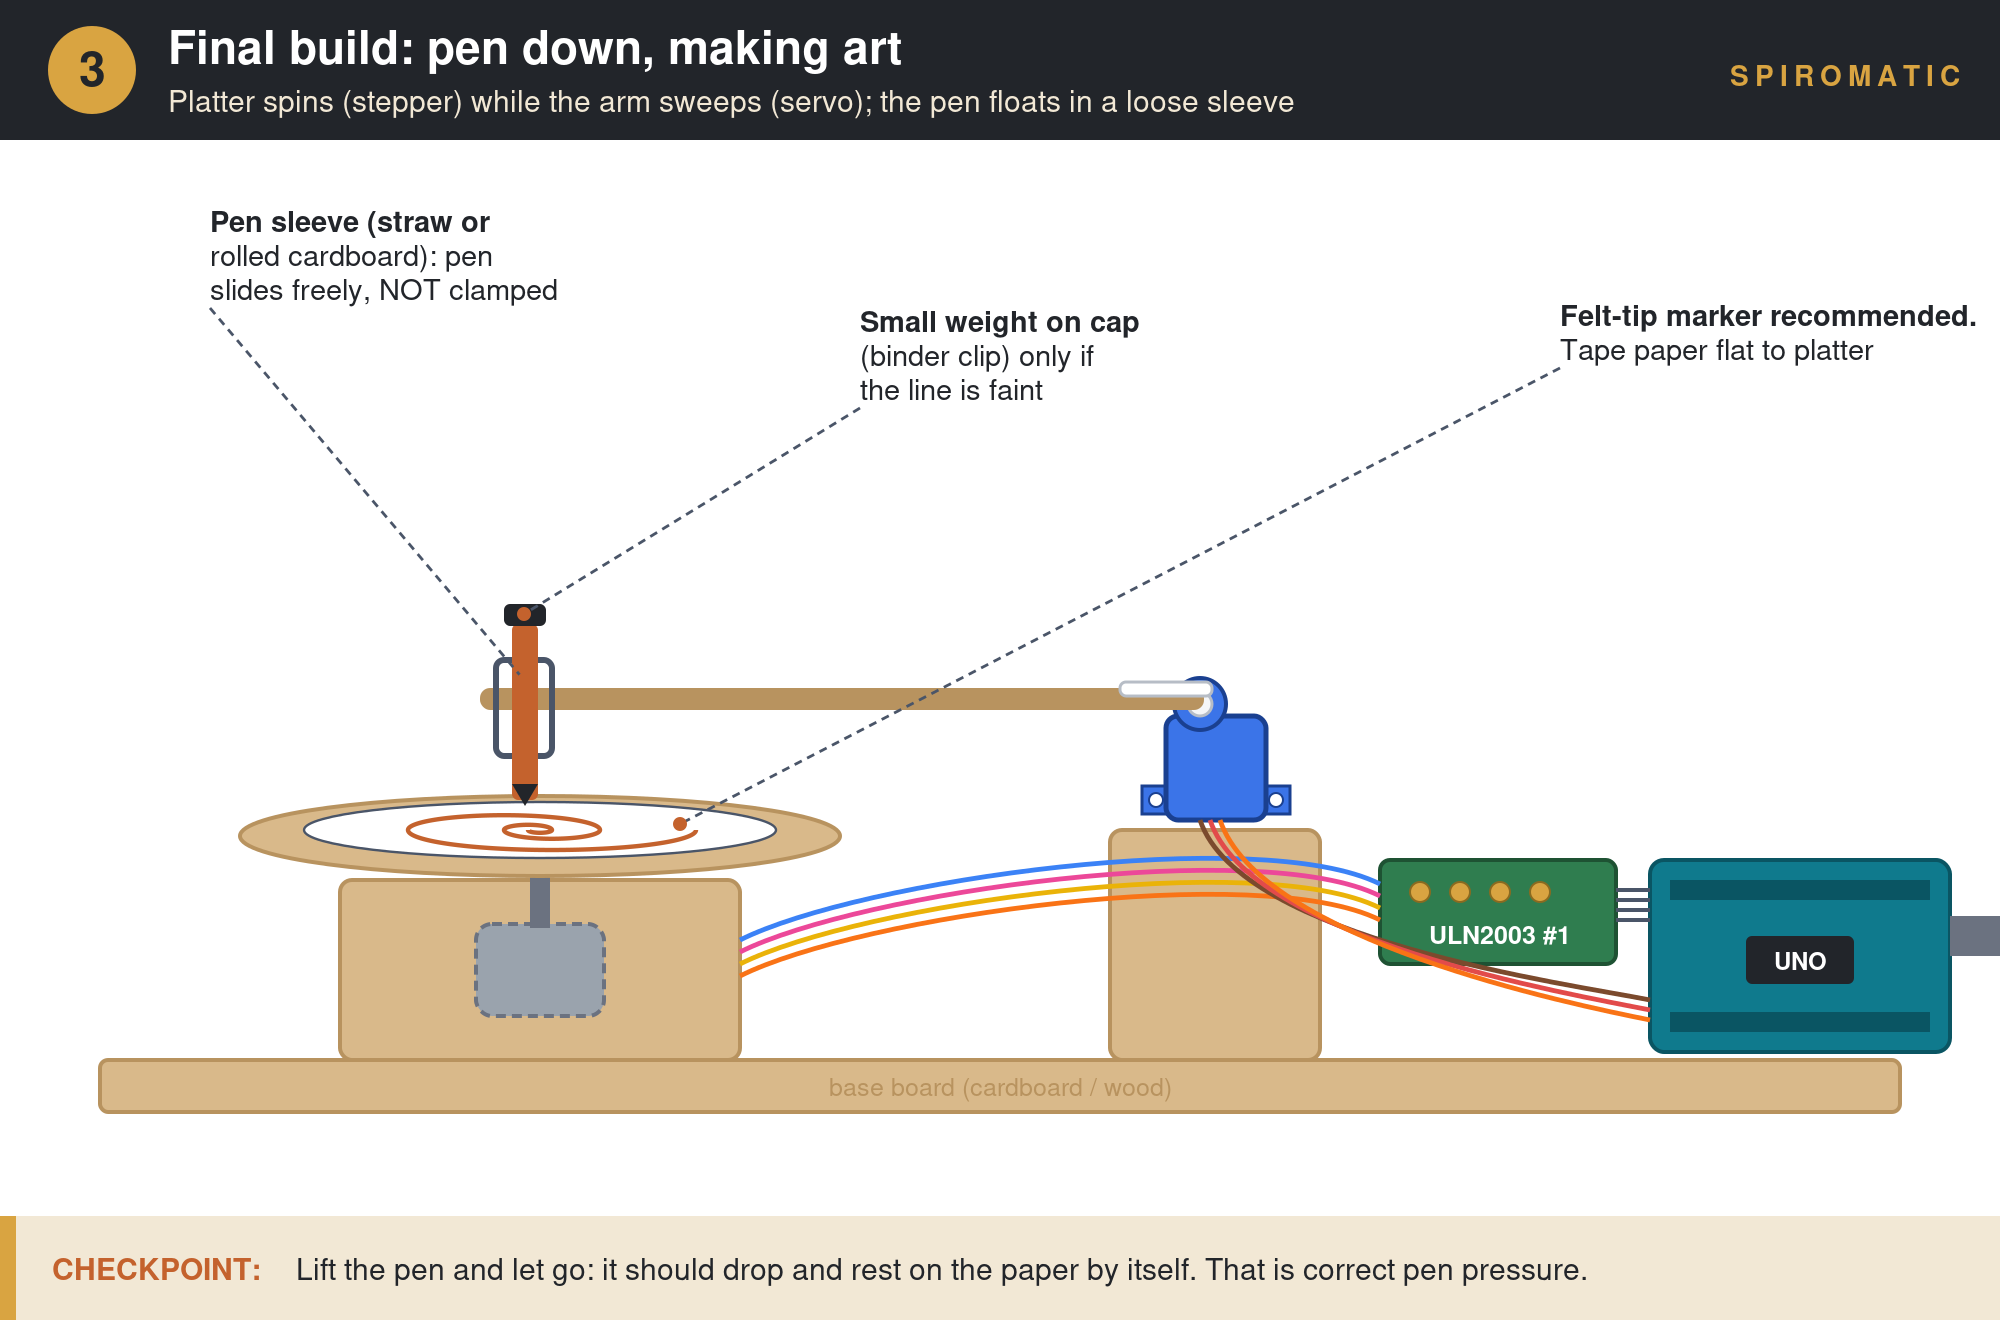 3
Final build: pen down, making art
Platter spins (stepper) while the arm sweeps (servo); the pen floats in a loose sleeve
SPIROMATIC
Pen sleeve (straw or
rolled cardboard): pen
slides freely, NOT clamped
Small weight on cap
(binder clip) only if
the line is faint
Felt-tip marker recommended.
Tape paper flat to platter
ULN2003 #1
UNO
base board (cardboard / wood)
CHECKPOINT: Lift the pen and let go: it should drop and rest on the paper by itself. That is correct pen pressure.